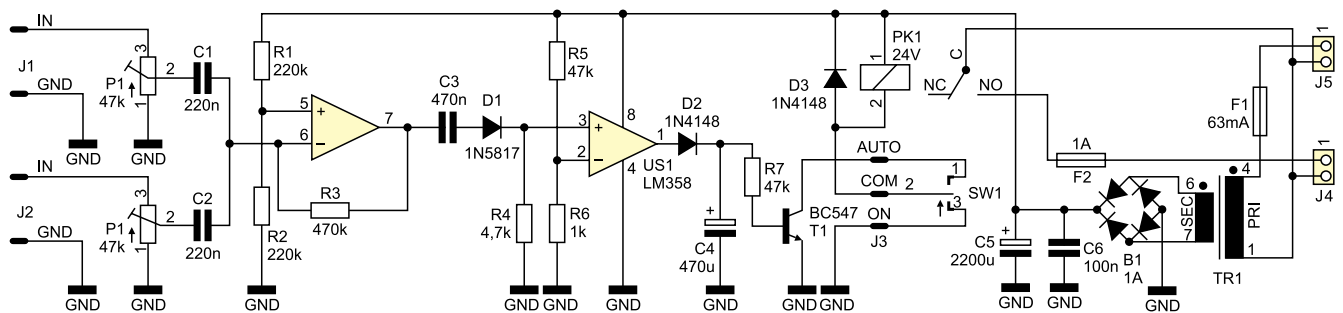 IN
J1
GND
GND
3
P1
47k
1
2
GND
C1
220n
IN
J2
GND
GND
3
P1
47k
1
2
GND
C2
220n
R1
220k
5
+
6
−
7
R3
470k
R2
220k
GND
C3
470n
D1
1N5817
R4
4,7k
GND
R5
47k
R6
1k
GND
3
+
2
−
8
1
4
US1
LM358
GND
D2
1N4148
+
C4
470u
GND
R7
47k
BC547
T1
GND
D3
1N4148
PK1
24V
1
2
AUTO
COM
ON
J3
GND
2
1
3
SW1
NC
C
NO
+
C5
2200u
GND
C6
100n
GND
B1
1A
GND
1A
F2
F1
63mA
6
SEC
7
4
PRI
1
TR1
1
J5
1
J4